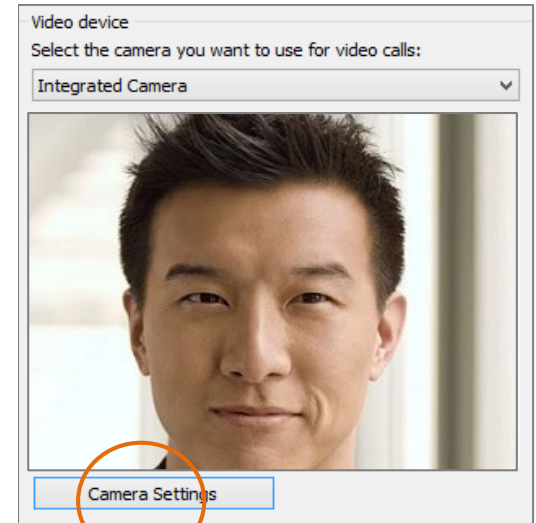 Video device
Select the camera you want to use for video calls:
Integrated Camera
Camera Settings